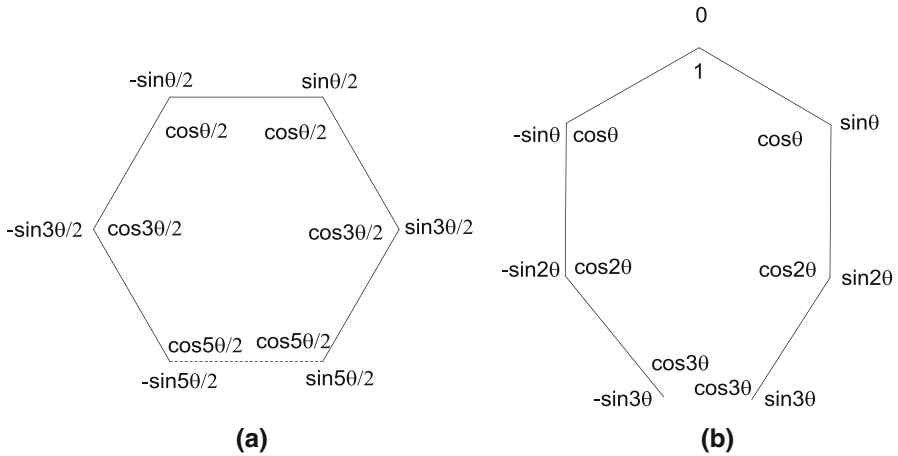 0
-sinθ/2 sinθ/2
1
cosθ/2 cosθ/2
-sinθ cosθ cosθ sinθ
-sin3θ/2 cos3θ/2 cos3θ/2 sin3θ/2
-sin2θ cos2θ cos2θ sin2θ
cos5θ/2 cos5θ/2
-sin5θ/2 sin5θ/2
cos3θ cos3θ
-sin3θ sin3θ
(a) (b)